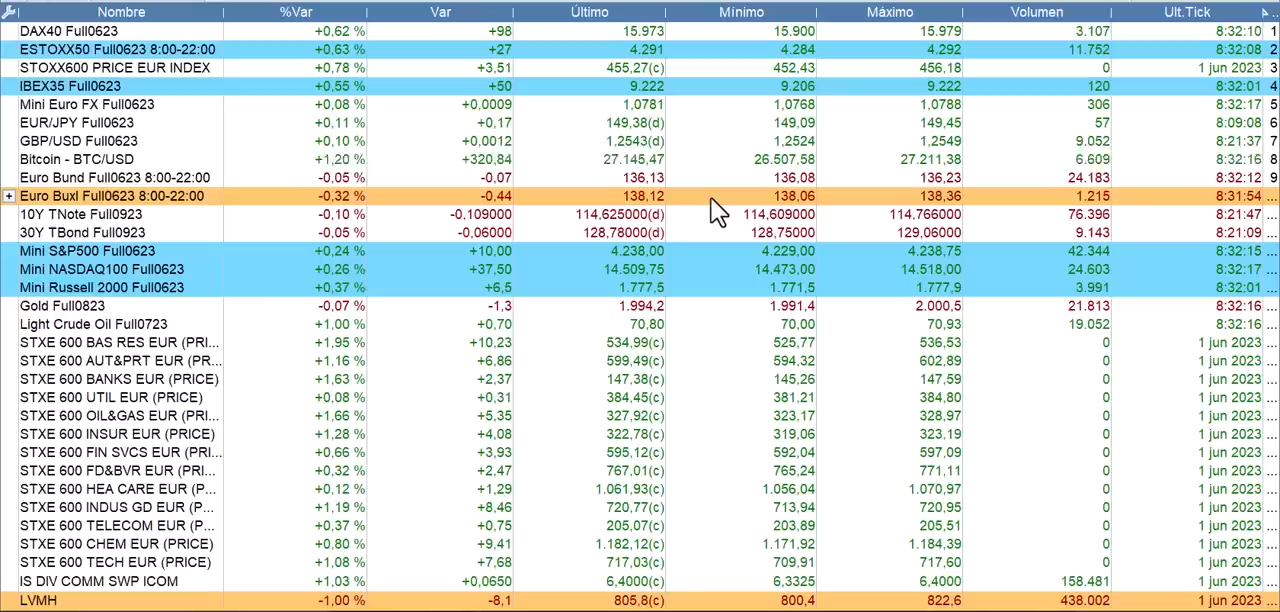 Nombre %Var Var Último Mínimo Máximo Volumen Ult.Tick
DAX40 Full0623 +0,62 % +98 15.973 15.900 15.979 3.107 8:32:10 1
ESTOXX50 Full0623 8:00-22:00 +0,63 % +27 4.291 4.284 4.292 11.752 8:32:08 2
STOXX600 PRICE EUR INDEX +0,78 % +3,51 455,27(c) 452,43 456,18 0 1 jun 2023 3
IBEX35 Full0623 +0,55 % +50 9.222 9.206 9.222 120 8:32:01 4
Mini Euro FX Full0623 +0,08 % +0,0009 1,0781 1,0768 1,0788 306 8:32:17 5
EUR/JPY Full0623 +0,11 % +0,17 149,38(d) 149,09 149,45 57 8:09:08 6
GBP/USD Full0623 +0,10 % +0,0012 1,2543(d) 1,2524 1,2549 9.052 8:21:37 7
Bitcoin - BTC/USD +1,20 % +320,84 27.145,47 26.507,58 27.211,38 6.609 8:32:16 8
Euro Bund Full0623 8:00-22:00 -0,05 % -0,07 136,13 136,08 136,23 24.183 8:32:12 9
Euro Buxl Full0623 8:00-22:00 -0,32 % -0,44 138,12 138,06 138,36 1.215 8:31:54 ...
10Y TNote Full0923 -0,10 % -0,109000 114,625000(d) 114,609000 114,766000 76.396 8:21:47 ...
30Y TBond Full0923 -0,05 % -0,06000 128,78000(d) 128,75000 129,06000 9.143 8:21:09 ...
Mini S&P500 Full0623 +0,24 % +10,00 4.238,00 4.229,00 4.238,75 42.344 8:32:15 ...
Mini NASDAQ100 Full0623 +0,26 % +37,50 14.509,75 14.473,00 14.518,00 24.603 8:32:17 ...
Mini Russell 2000 Full0623 +0,37 % +6,5 1.777,5 1.771,5 1.777,9 3.991 8:32:01 ...
Gold Full0823 -0,07 % -1,3 1.994,2 1.991,4 2.000,5 21.813 8:32:16 ...
Light Crude Oil Full0723 +1,00 % +0,70 70,80 70,00 70,93 19.052 8:32:16 ...
STXE 600 BAS RES EUR (PRI... +1,95 % +10,23 534,99(c) 525,77 536,53 0 1 jun 2023 ...
STXE 600 AUT&PRT EUR (PR... +1,16 % +6,86 599,49(c) 594,32 602,89 0 1 jun 2023 ...
STXE 600 BANKS EUR (PRICE) +1,63 % +2,37 147,38(c) 145,26 147,59 0 1 jun 2023 ...
STXE 600 UTIL EUR (PRICE) +0,08 % +0,31 384,45(c) 381,21 384,80 0 1 jun 2023 ...
STXE 600 OIL&GAS EUR (PRI... +1,66 % +5,35 327,92(c) 323,17 328,97 0 1 jun 2023 ...
STXE 600 INSUR EUR (PRICE) +1,28 % +4,08 322,78(c) 319,06 323,19 0 1 jun 2023 ...
STXE 600 FIN SVCS EUR (PRI... +0,66 % +3,93 595,12(c) 592,04 597,09 0 1 jun 2023 ...
STXE 600 FD&BVR EUR (PRI... +0,32 % +2,47 767,01(c) 765,24 771,11 0 1 jun 2023 ...
STXE 600 HEA CARE EUR (P... +0,12 % +1,29 1.061,93(c) 1.056,04 1.070,97 0 1 jun 2023 ...
STXE 600 INDUS GD EUR (P... +1,19 % +8,46 720,77(c) 713,94 720,95 0 1 jun 2023 ...
STXE 600 TELECOM EUR (P... +0,37 % +0,75 205,07(c) 203,89 205,51 0 1 jun 2023 ...
STXE 600 CHEM EUR (PRICE) +0,80 % +9,41 1.182,12(c) 1.171,92 1.184,39 0 1 jun 2023 ...
STXE 600 TECH EUR (PRICE) +1,08 % +7,68 717,03(c) 709,91 717,60 0 1 jun 2023 ...
IS DIV COMM SWP ICOM +1,03 % +0,0650 6,4000(c) 6,3325 6,4000 158.481 1 jun 2023 ...
LVMH -1,00 % -8,1 805,8(c) 800,4 822,6 438.002 1 jun 2023 ...